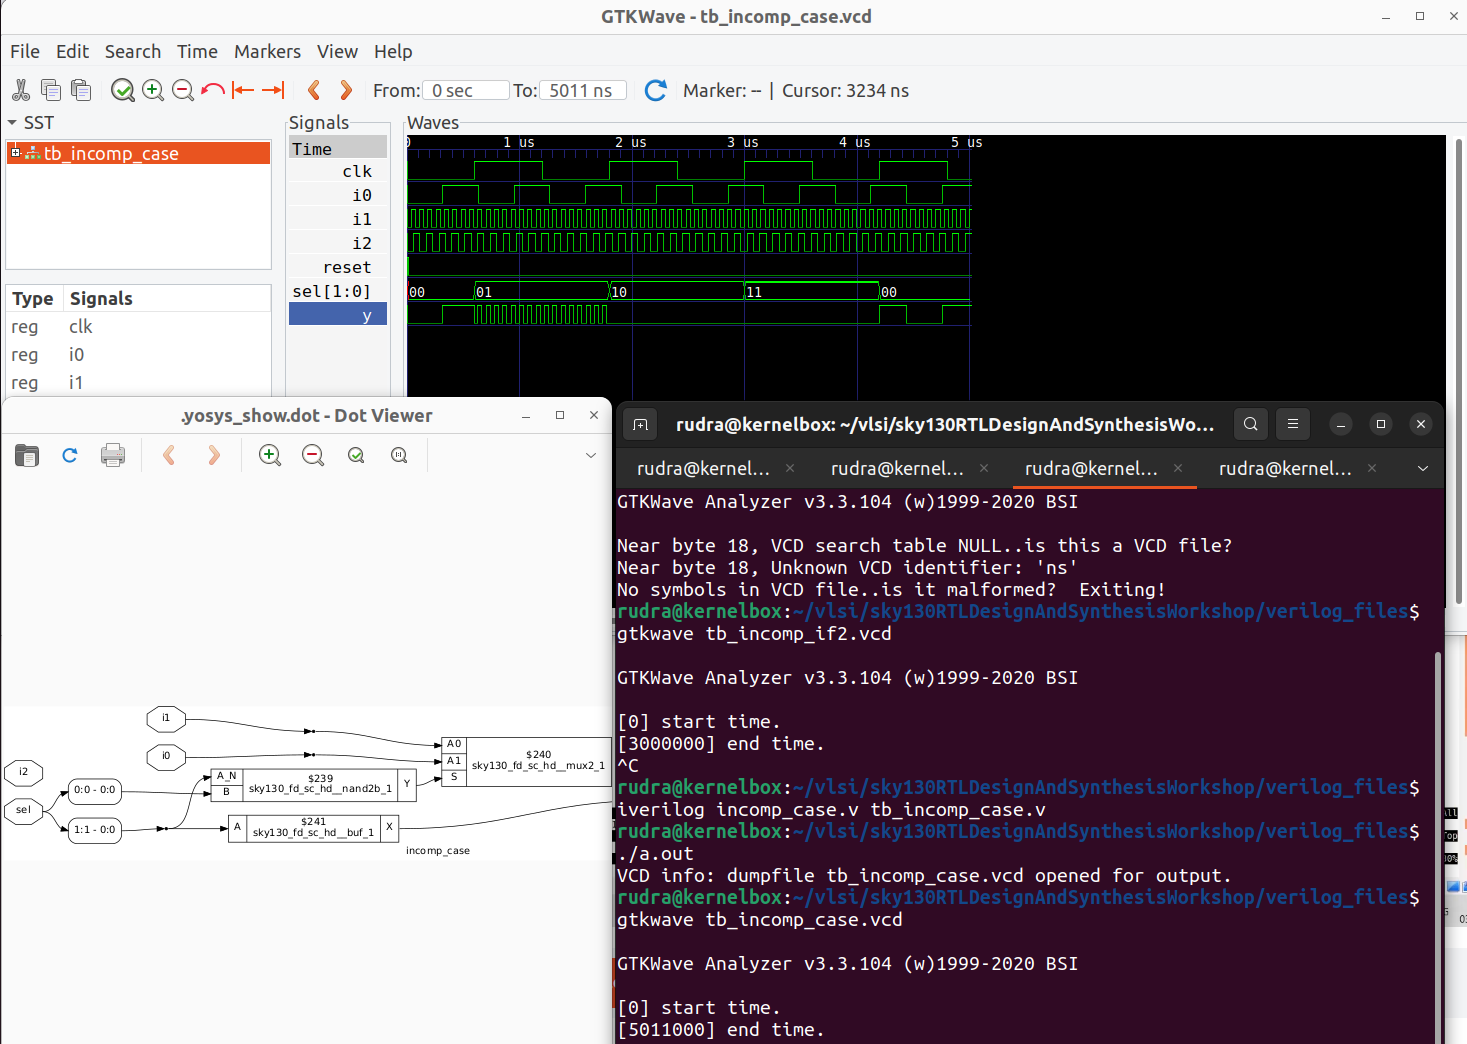 GTKWave - tb_incomp_case.vcd
File Edit Search Time Markers View Help
From: 0 sec To: 5011 ns Marker: -- | Cursor: 3234 ns
SST
tb_incomp_case
Type Signals
reg clk
reg i0
reg i1
Signals
Time
clk
i0
i1
i2
reset
sel[1:0]
y
Waves
0 1 us 2 us 3 us 4 us 5 us
00 01 10 11 00
.yosys_show.dot - Dot Viewer
i1
i0
i2
sel
0:0 - 0:0
1:1 - 0:0
A_N
B
$239
sky130_fd_sc_hd__nand2b_1
Y
A
$241
sky130_fd_sc_hd__buf_1
X
A0
A1
S
$240
sky130_fd_sc_hd__mux2_1
incomp_case
rudra@kernelbox: ~/vlsi/sky130RTLDesignAndSynthesisWo...
rudra@kernel... rudra@kernel... rudra@kernel... rudra@kernel...
GTKWave Analyzer v3.3.104 (w)1999-2020 BSI
Near byte 18, VCD search table NULL..is this a VCD file?
Near byte 18, Unknown VCD identifier: 'ns'
No symbols in VCD file..is it malformed?  Exiting!
rudra@kernelbox:~/vlsi/sky130RTLDesignAndSynthesisWorkshop/verilog_files$
gtkwave tb_incomp_if2.vcd
GTKWave Analyzer v3.3.104 (w)1999-2020 BSI
[0] start time.
[3000000] end time.
^C
rudra@kernelbox:~/vlsi/sky130RTLDesignAndSynthesisWorkshop/verilog_files$
iverilog incomp_case.v tb_incomp_case.v
rudra@kernelbox:~/vlsi/sky130RTLDesignAndSynthesisWorkshop/verilog_files$
./a.out
VCD info: dumpfile tb_incomp_case.vcd opened for output.
rudra@kernelbox:~/vlsi/sky130RTLDesignAndSynthesisWorkshop/verilog_files$
gtkwave tb_incomp_case.vcd
GTKWave Analyzer v3.3.104 (w)1999-2020 BSI
[0] start time.
[5011000] end time.